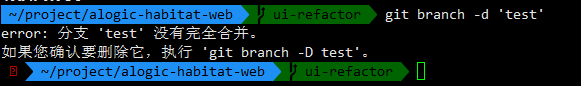 ~/project/alogic-habitat-web ui-refactor git branch -d 'test'
error: 分支 'test' 没有完全合并。
如果您确认要删除它，执行 'git branch -D test'。
~/project/alogic-habitat-web ui-refactor